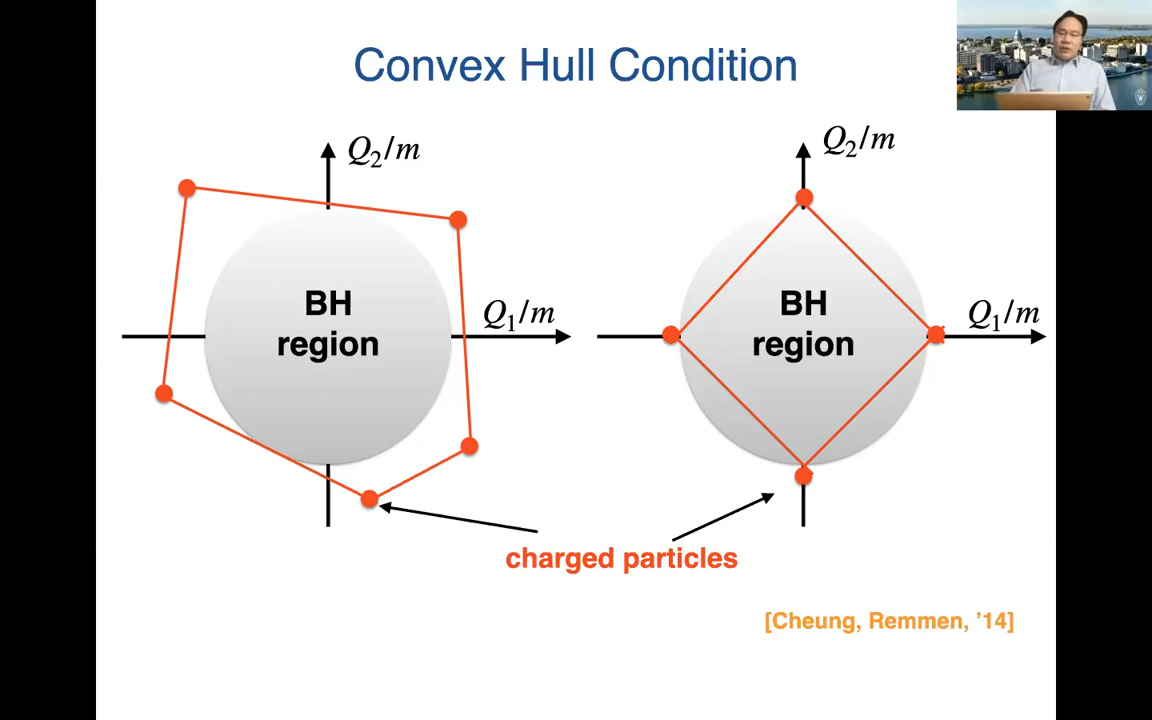 Convex Hull Condition
Q₂/m
Q₂/m
BH
region
Q₁/m
BH
region
Q₁/m
charged particles
[Cheung, Remmen, ’14]